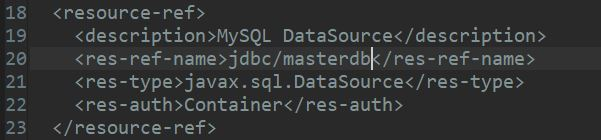 18 <resource-ref>
19 <description>MySQL DataSource</description>
20 <res-ref-name>jdbc/masterdb</res-ref-name>
21 <res-type>javax.sql.DataSource</res-type>
22 <res-auth>Container</res-auth>
23 </resource-ref>